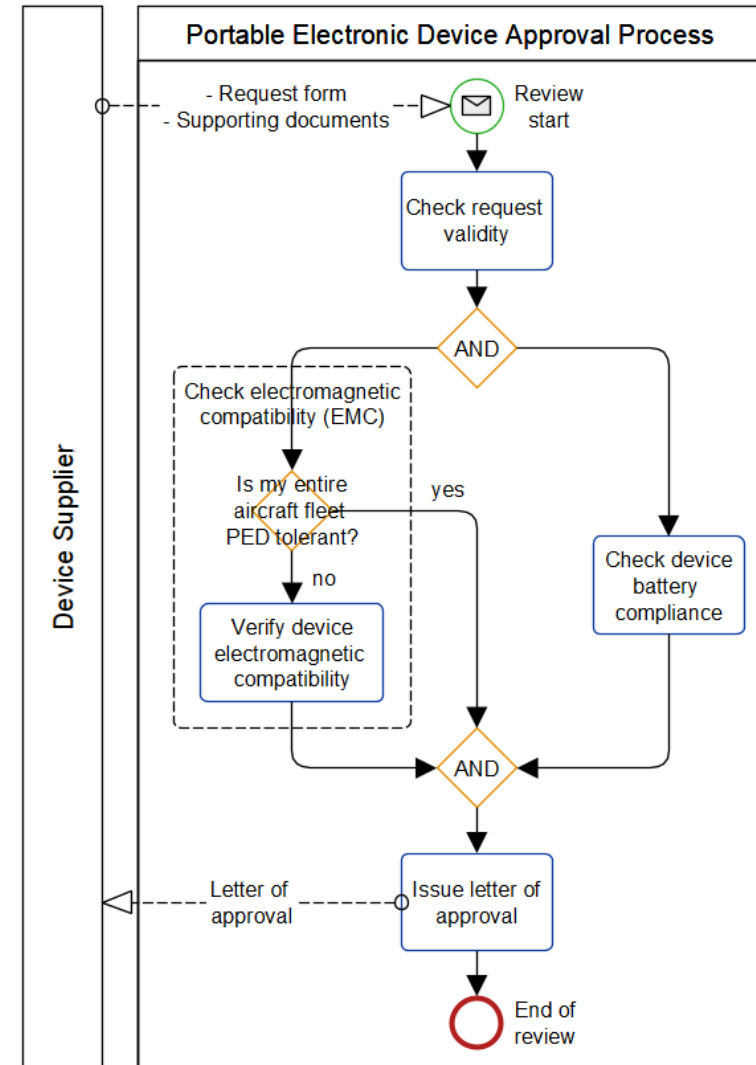 Portable Electronic Device Approval Process
Device Supplier
- Request form
- Supporting documents
Review
start
Check request
validity
AND
Check electromagnetic
compatibility (EMC)
Is my entire
aircraft fleet
PED tolerant?
yes
no
Verify device
electromagnetic
compatibility
Check device
battery
compliance
AND
Letter of
approval
Issue letter of
approval
End of
review